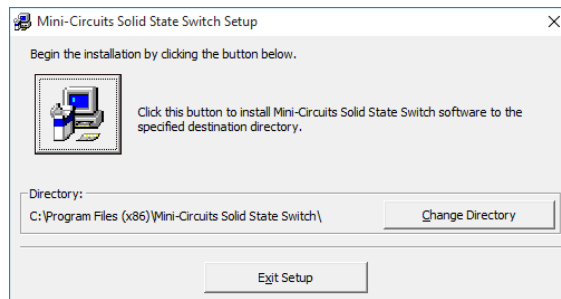 Mini-Circuits Solid State Switch Setup
Begin the installation by clicking the button below.
Click this button to install Mini-Circuits Solid State Switch software to the
specified destination directory.
Directory:
C:\Program Files (x86)\Mini-Circuits Solid State Switch\
Change Directory
Exit Setup